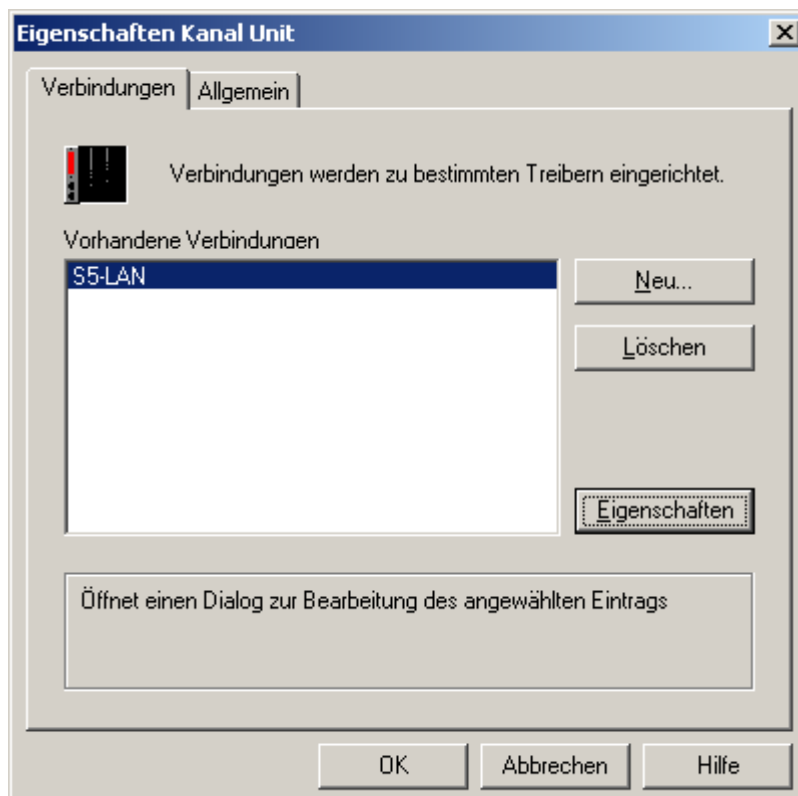 Eigenschaften Kanal Unit
Verbindungen
Allgemein
Verbindungen werden zu bestimmten Treibern eingerichtet.
Vorhandene Verbindungen
S5-LAN
Neu...
Löschen
Eigenschaften
Öffnet einen Dialog zur Bearbeitung des angewählten Eintrags
OK
Abbrechen
Hilfe